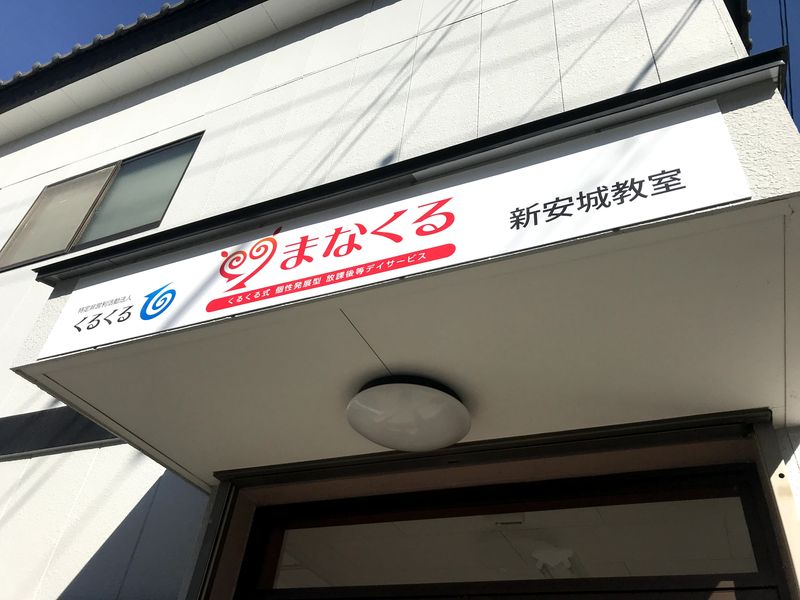 特定非営利活動法人
くるくる
まなくる
くるくる式 個性発展型 放課後等デイサービス
新安城教室